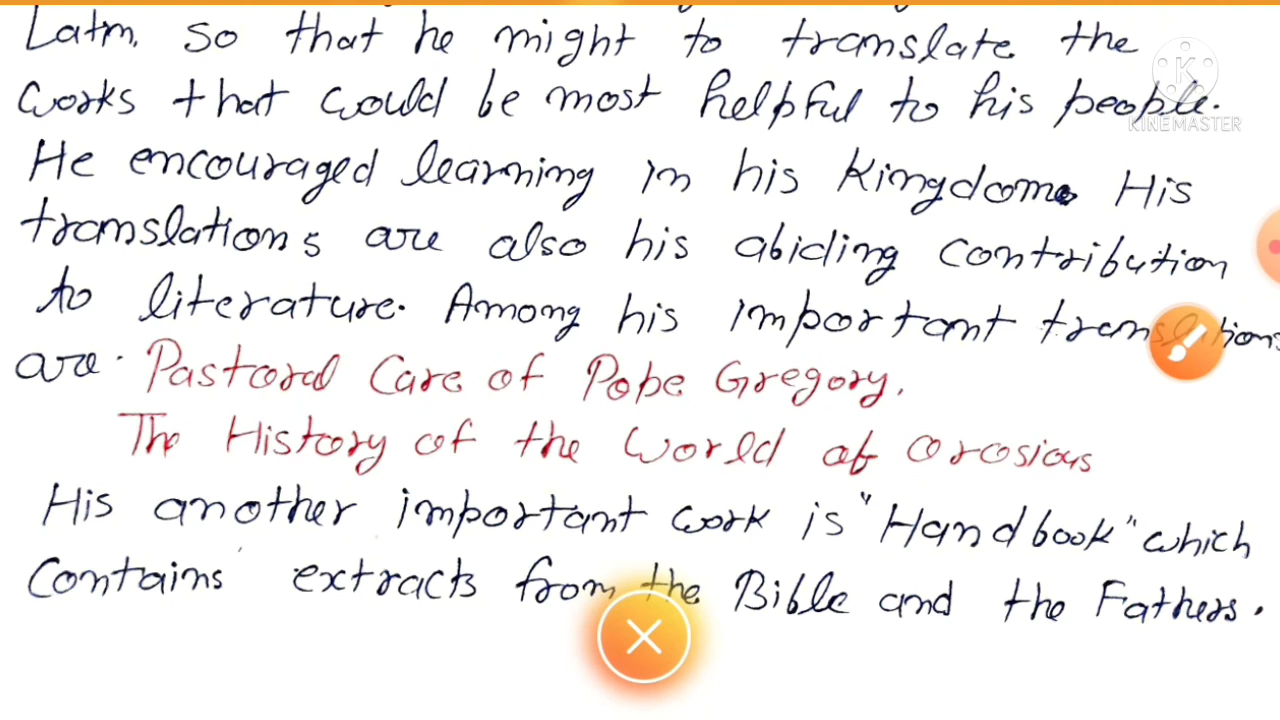 Latin. So that he might to translate the
works that would be most helpful to his people.
KINEMASTER
He encouraged learning in his Kingdom. His
translations are also his abiding contribution
to literature. Among his important translations
are. Pastoral Care of Pope Gregory.
The History of the World of Orosious
His another important work is "Handbook" which
Contains extracts from the Bible and the Fathers.